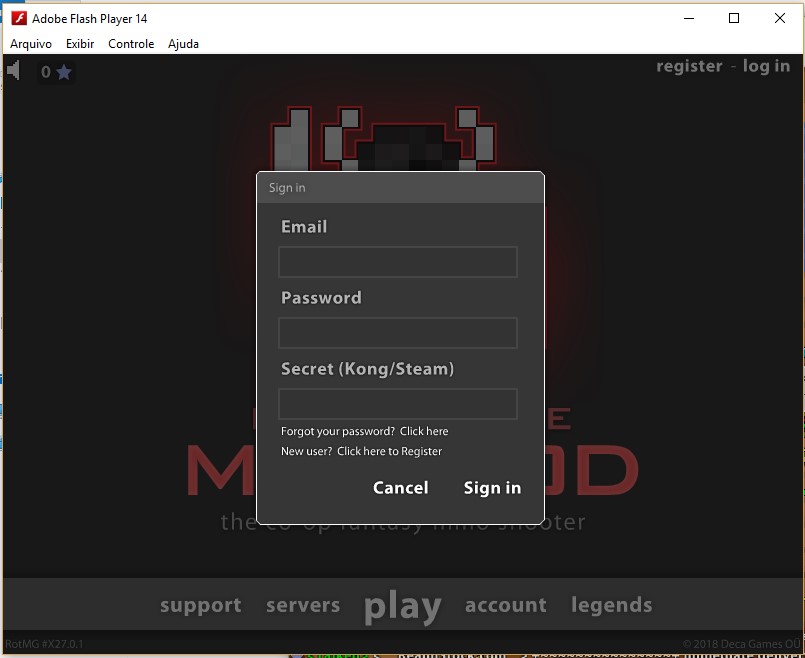 Adobe Flash Player 14
Arquivo Exibir Controle Ajuda
0
register - log in
Sign in
Email
Password
Secret (Kong/Steam)
Forgot your password? Click here
New user? Click here to Register
Cancel Sign in
the co-op fantasy mmo shooter
support servers play account legends
RotMG #X27.0.1
© 2018 Deca Games OÜ